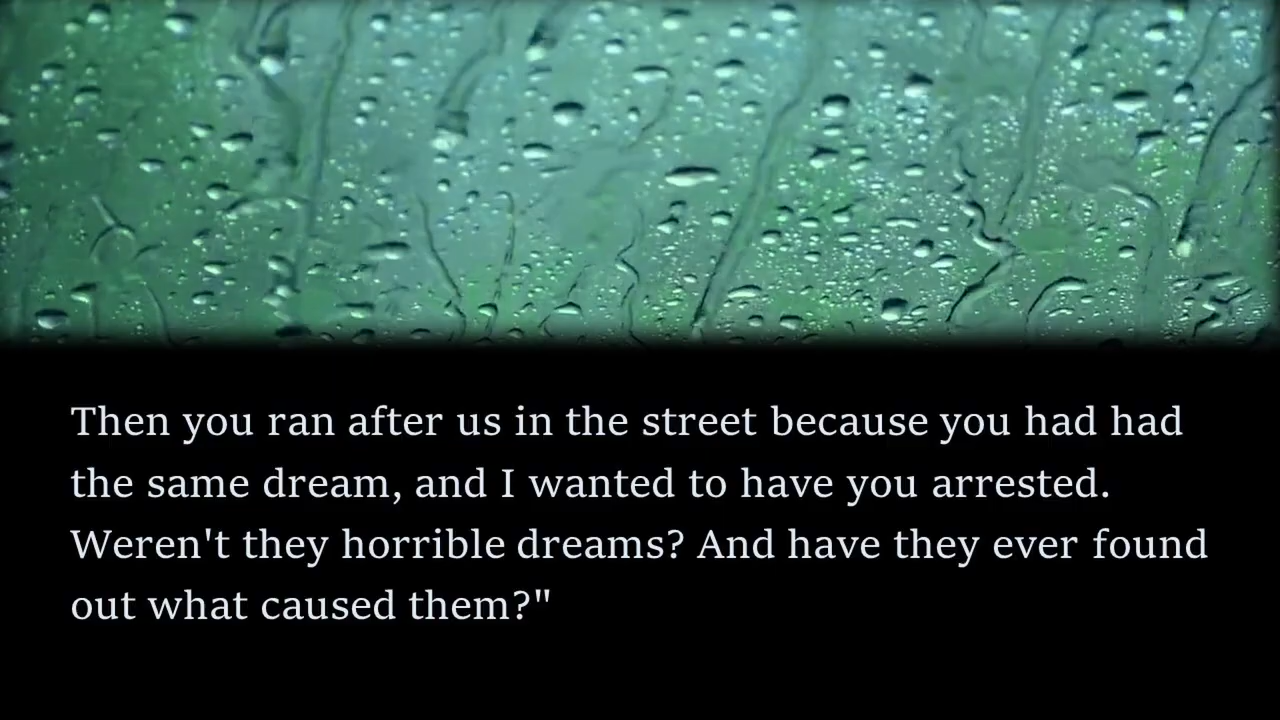 Then you ran after us in the street because you had had
the same dream, and I wanted to have you arrested.
Weren't they horrible dreams? And have they ever found
out what caused them?"